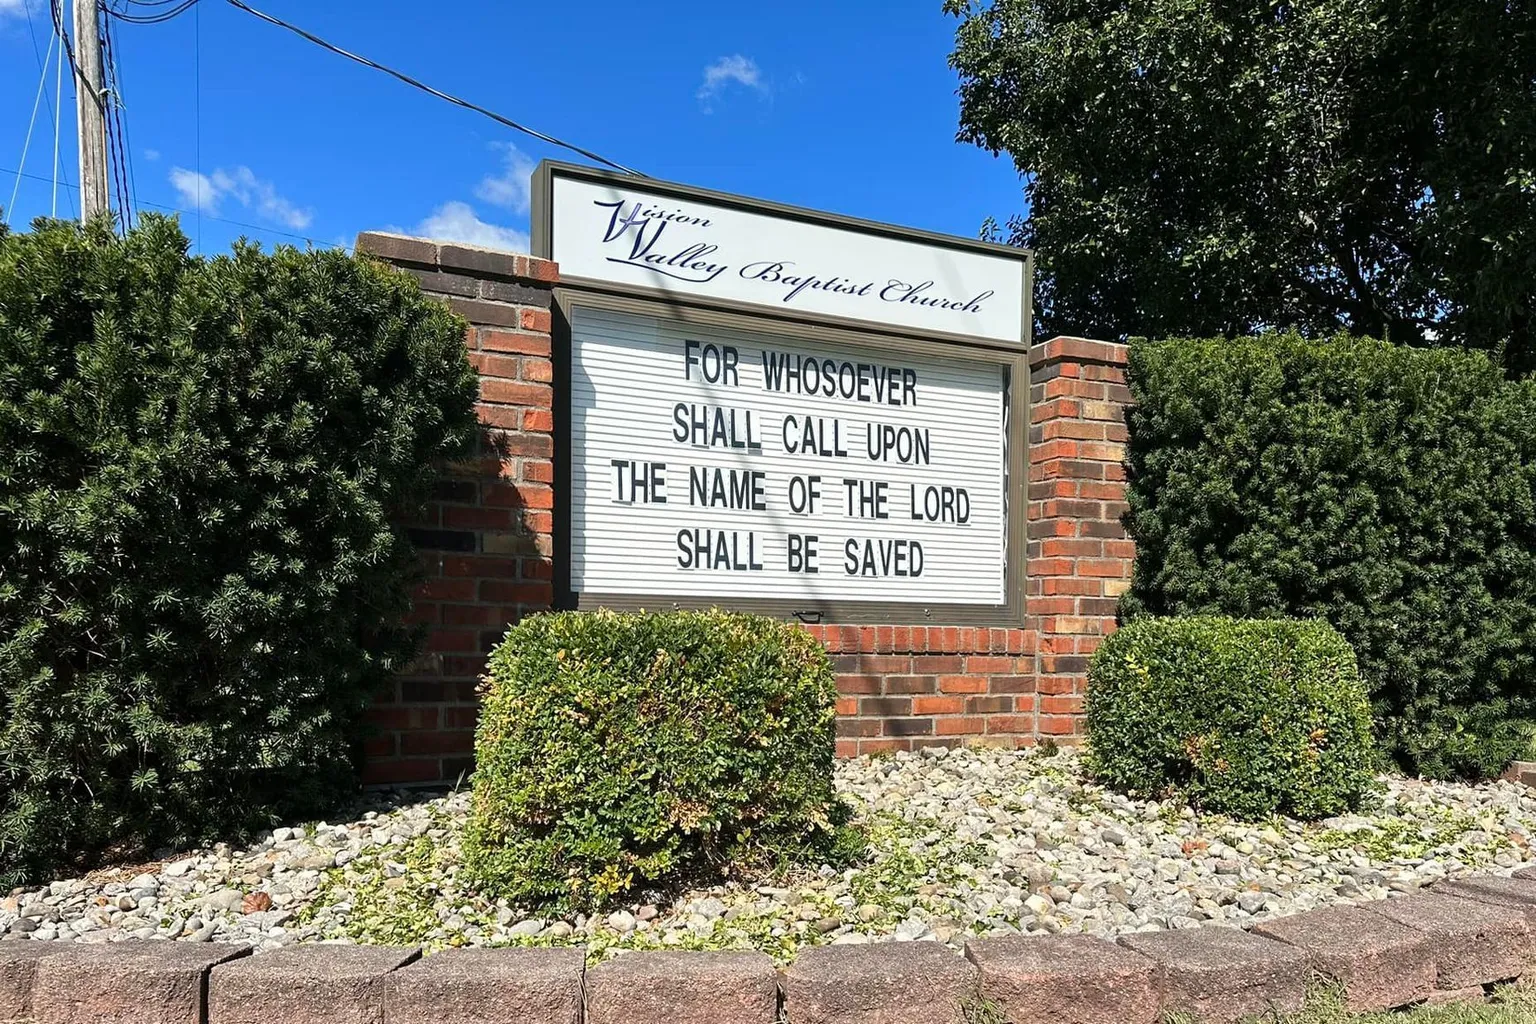 Vision
Valley Baptist Church
FOR WHOSOEVER
SHALL CALL UPON
THE NAME OF THE LORD
SHALL BE SAVED